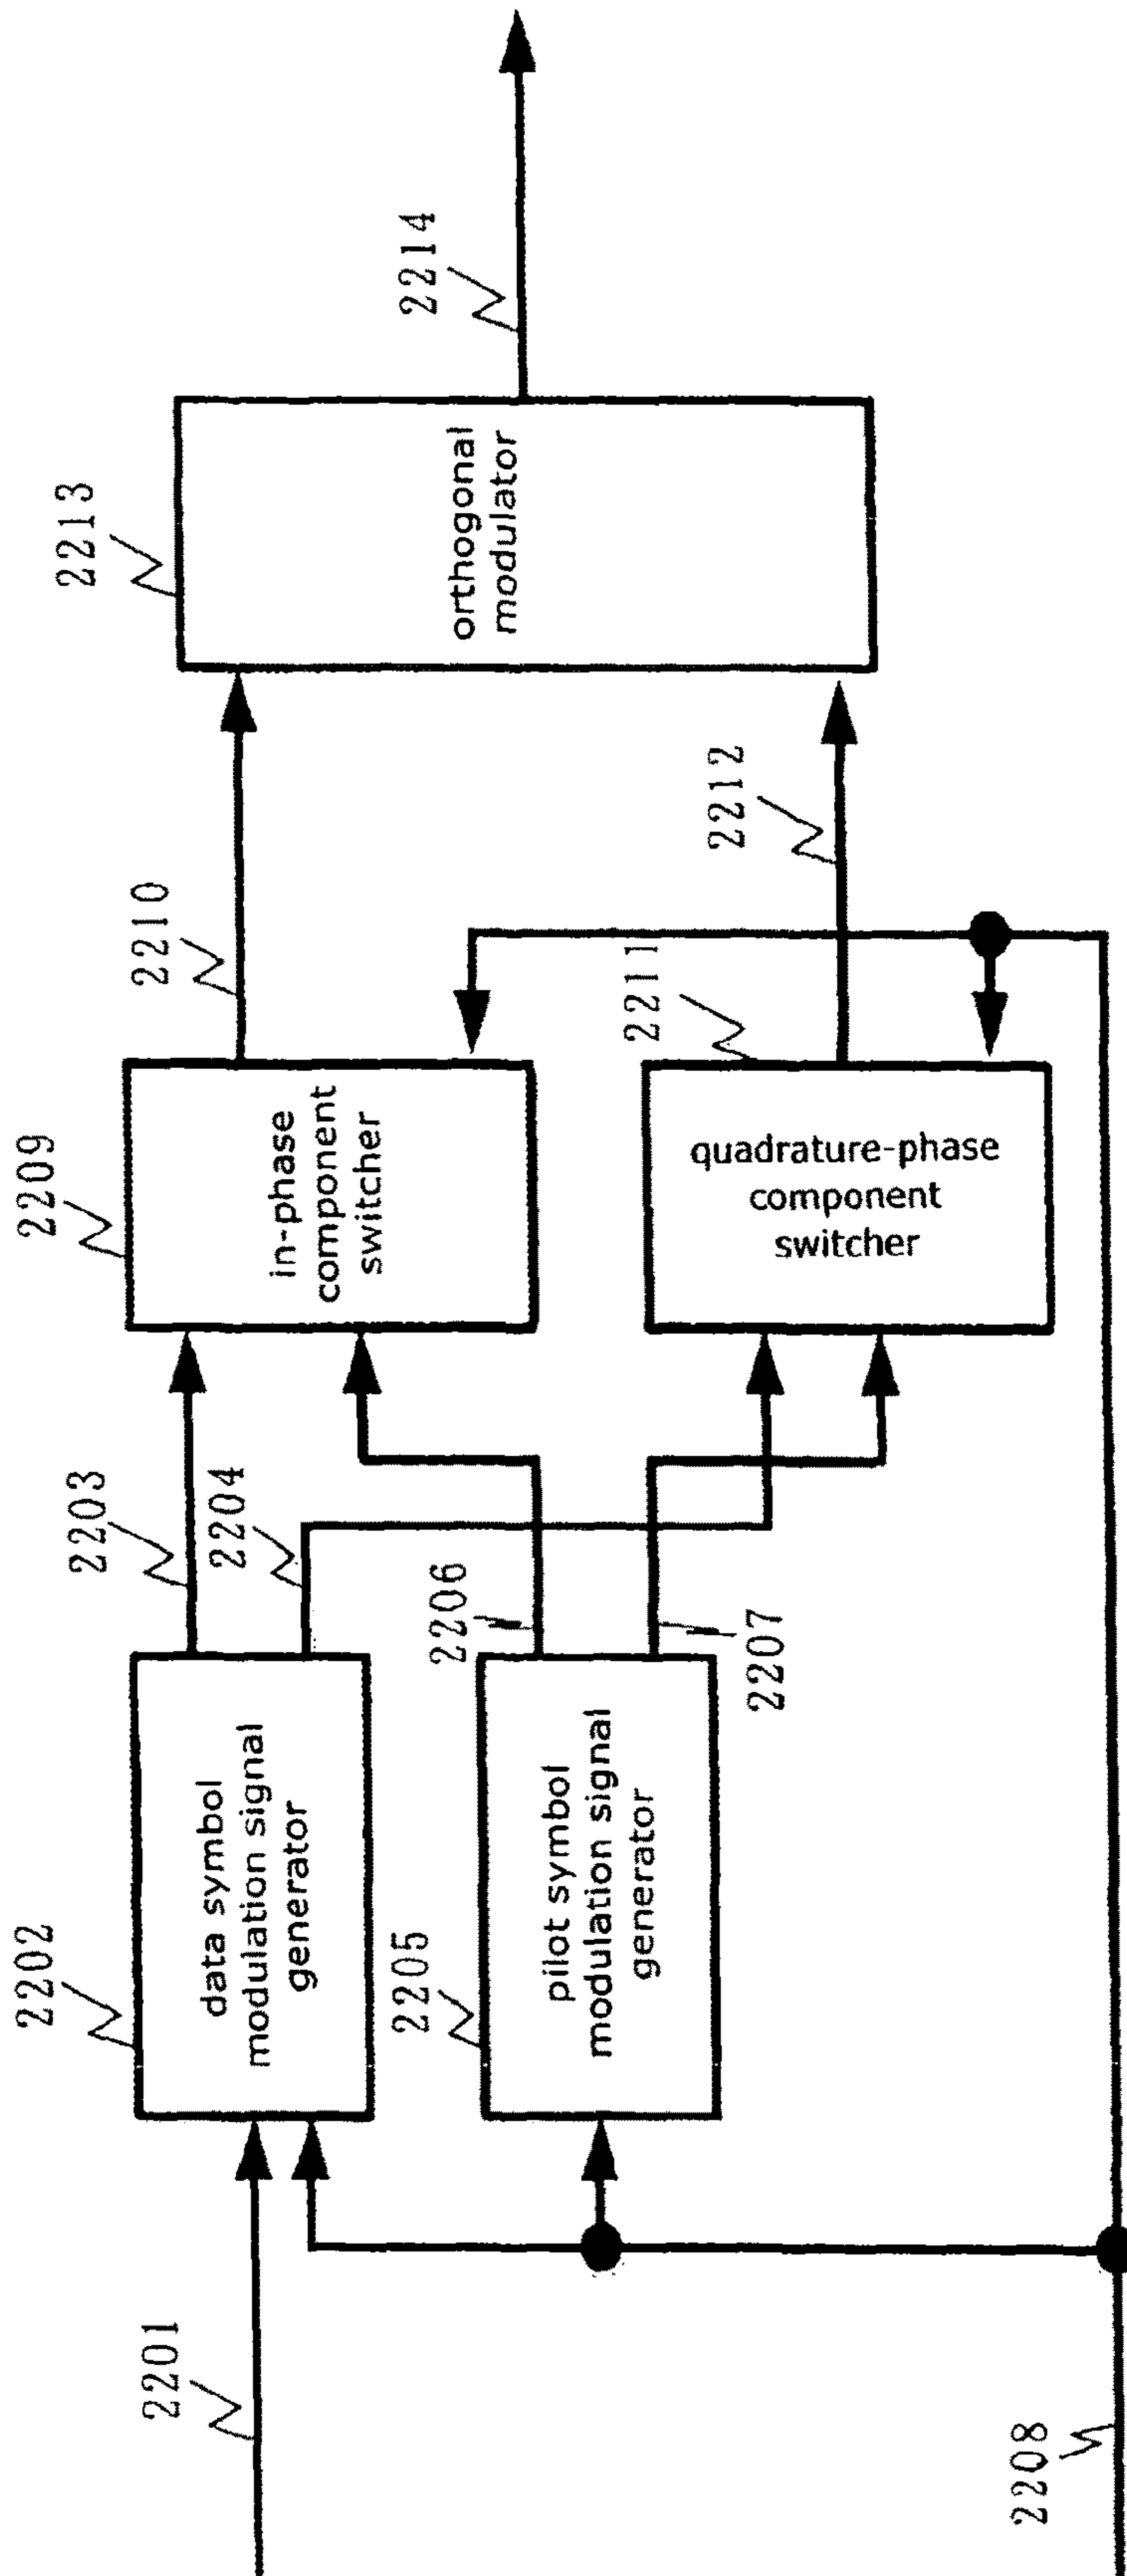 2201
2202
data symbol
modulation signal
generator
2203
2204
2205
pilot symbol
modulation signal
generator
2206
2207
2208
2209
in-phase
component
switcher
2210
2211
quadrature-phase
component
switcher
2212
2213
orthogonal
modulator
2214